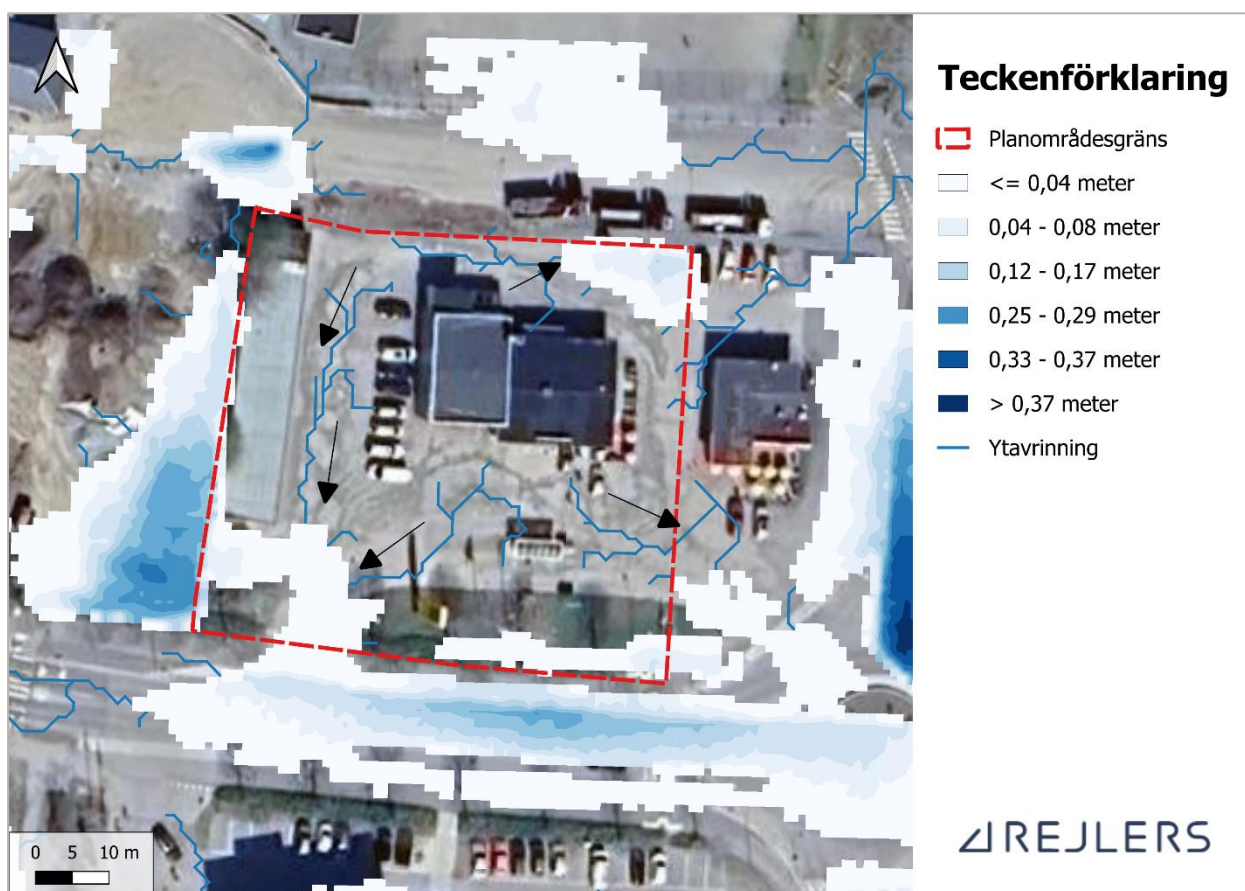 Teckenförklaring
Planområdesgräns
<= 0,04 meter
0,04 - 0,08 meter
0,12 - 0,17 meter
0,25 - 0,29 meter
0,33 - 0,37 meter
> 0,37 meter
Ytavrinning
0 5 10 m
REJLERS